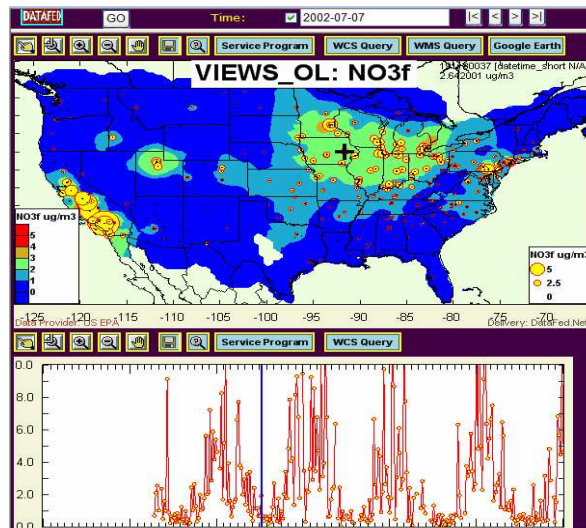 DATAFED GO Time: 2002-07-07 |< < > >|
Service Program WCS Query WMS Query Google Earth
VIEWS_OL: NO3f
[datetime_short N/A
2.642001 ug/m3
NO3f ug/m3
5
4
3
2
1
0
NO3f ug/m3
5
2.5
0
-125 -120 -115 -110 -105 -100 -95 -90 -85 -80 -75 -70
Data Provider: US EPA Delivery: DataFed.Net
Service Program WCS Query
8.0
6.0
4.0
2.0
0.0